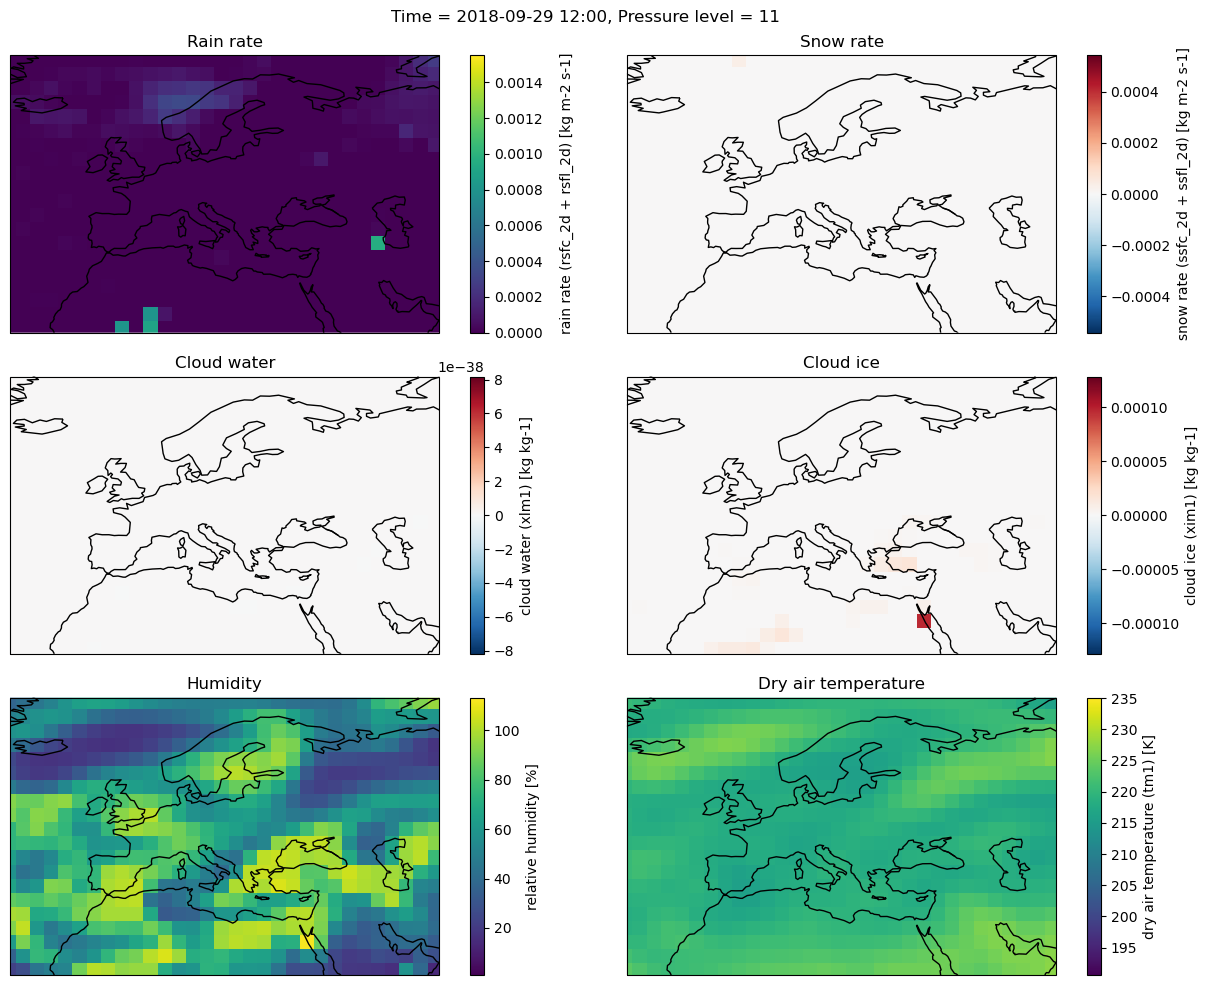 Time = 2018-09-29 12:00, Pressure level = 11
Rain rate
0.0014
0.0012
0.0010
0.0008
0.0006
0.0004
0.0002
0.0000
rain rate (rsfc_2d + rsfl_2d) [kg m-2 s-1]
Snow rate
0.0004
0.0002
0.0000
−0.0002
−0.0004
snow rate (ssfc_2d + ssfl_2d) [kg m-2 s-1]
Cloud water
1e−38
8
6
4
2
0
−2
−4
−6
−8
cloud water (xlm1) [kg kg-1]
Cloud ice
0.00010
0.00005
0.00000
−0.00005
−0.00010
cloud ice (xim1) [kg kg-1]
Humidity
100
80
60
40
20
relative humidity [%]
Dry air temperature
235
230
225
220
215
210
205
200
195
dry air temperature (tm1) [K]